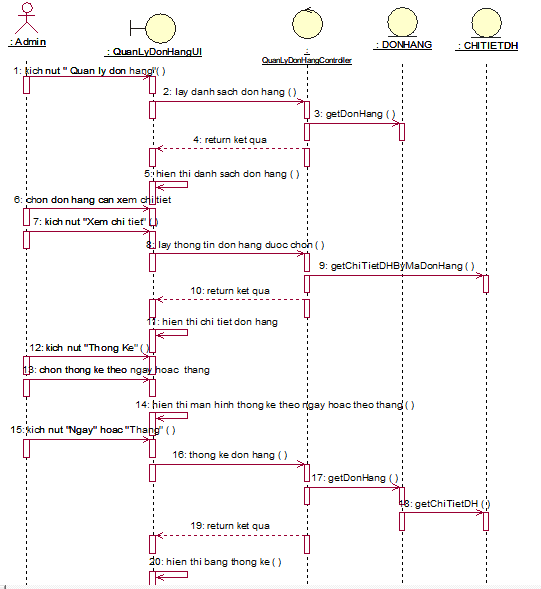 : Admin
: QuanLyDonHangUI
:
QuanLyDonHangContrdler
: DONHANG
: CHITIETDH
1: kich nut " Quan ly don hang" ( )
2: lay danh sach don hang ( )
3: getDonHang ( )
4: return ket qua
5: hien thi danh sach don hang ( )
6: chon don hang can xem chi tiet
7: kich nut "Xem chi tiet" ( )
8: lay thong tin don hang duoc chon ( )
9: getChiTietDHByMaDonHang ( )
10: return ket qua
11: hien thi chi tiet don hang
12: kich nut "Thong Ke" ( )
13: chon thong ke theo ngay hoac thang
14: hien thi man hinh thong ke theo ngay hoac theo thang ( )
15: kich nut "Ngay" hoac "Thang" ( )
16: thong ke don hang ( )
17: getDonHang ( )
18: getChiTietDH ( )
19: return ket qua
20: hien thi bang thong ke ( )